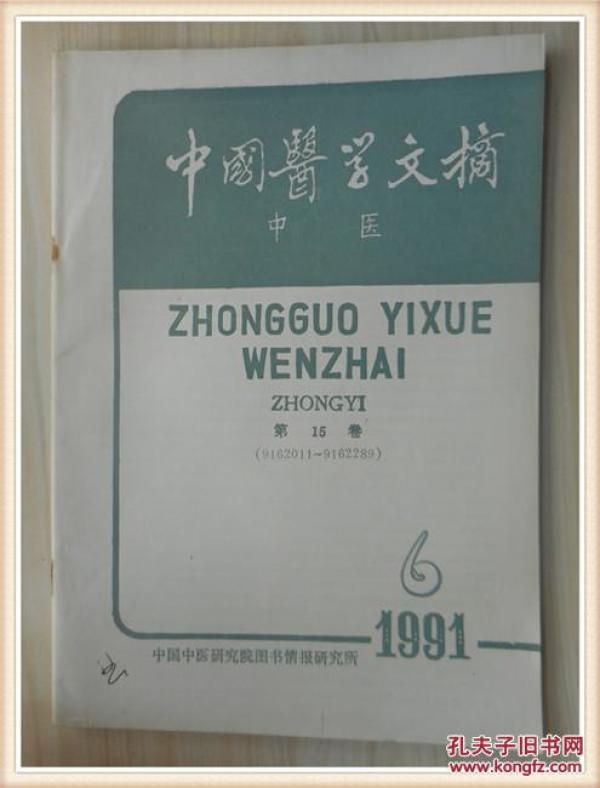 中國醫学文摘
中 医
ZHONGGUO YIXUE
WENZHAI
ZHONGYI
第 15 卷
(9162011~9162289)
6
1991
中国中医研究院图书情报研究所
孔夫子旧书网
www.kongfz.com